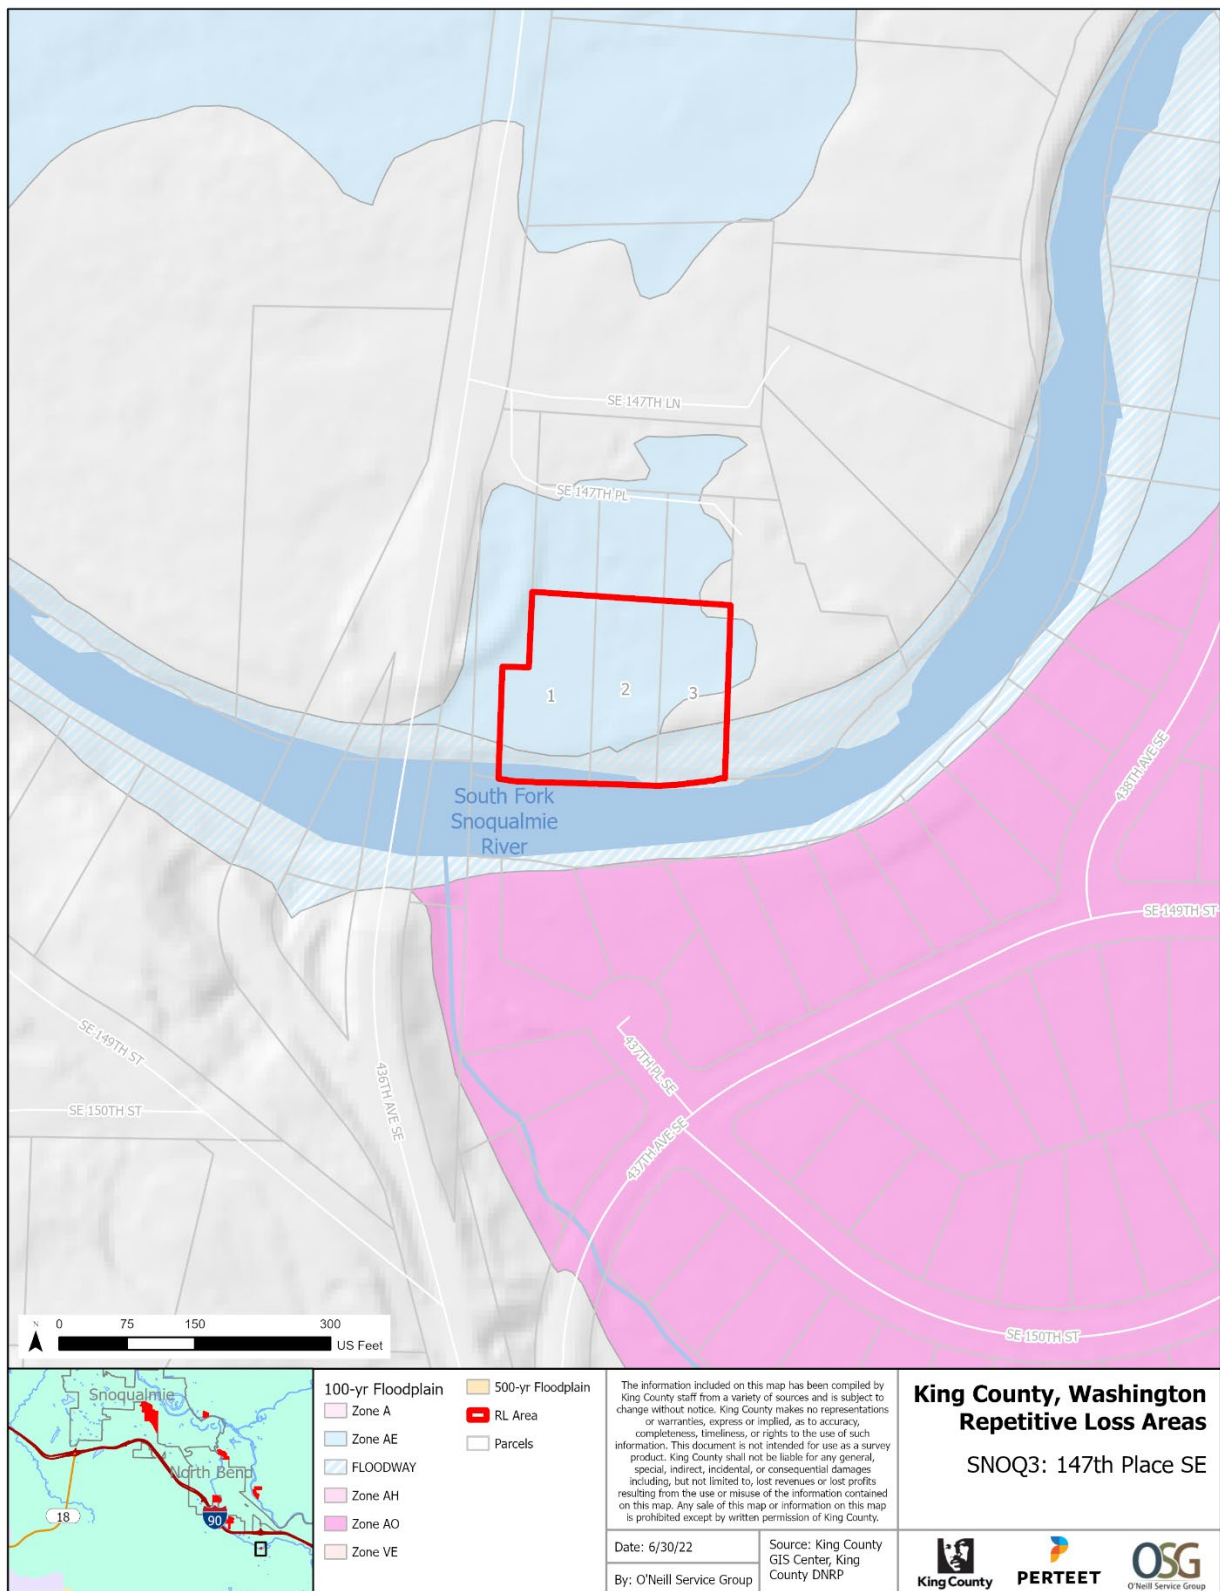 SE 147TH LN
SE 147TH PL
1
2
3
South Fork
Snoqualmie
River
438TH AVE SE
SE 149TH ST
SE 149TH ST
437TH PL SE
436TH AVE SE
SE 150TH ST
437TH AVE SE
SE 150TH ST
N
0 75 150 300
US Feet
Snoqualmie
North Bend
18
90
100-yr Floodplain
Zone A
Zone AE
FLOODWAY
Zone AH
Zone AO
Zone VE
500-yr Floodplain
RL Area
Parcels
The information included on this map has been compiled by
King County staff from a variety of sources and is subject to
change without notice. King County makes no representations
or warranties, express or implied, as to accuracy,
completeness, timeliness, or rights to the use of such
information. This document is not intended for use as a survey
product. King County shall not be liable for any general,
special, indirect, incidental, or consequential damages
including, but not limited to, lost revenues or lost profits
resulting from the use or misuse of the information contained
on this map. Any sale of this map or information on this map
is prohibited except by written permission of King County.
Date: 6/30/22
By: O'Neill Service Group
Source: King County
GIS Center, King
County DNRP
King County, Washington
Repetitive Loss Areas
SNOQ3: 147th Place SE
King County
PERTEET
OSG
O'Neill Service Group